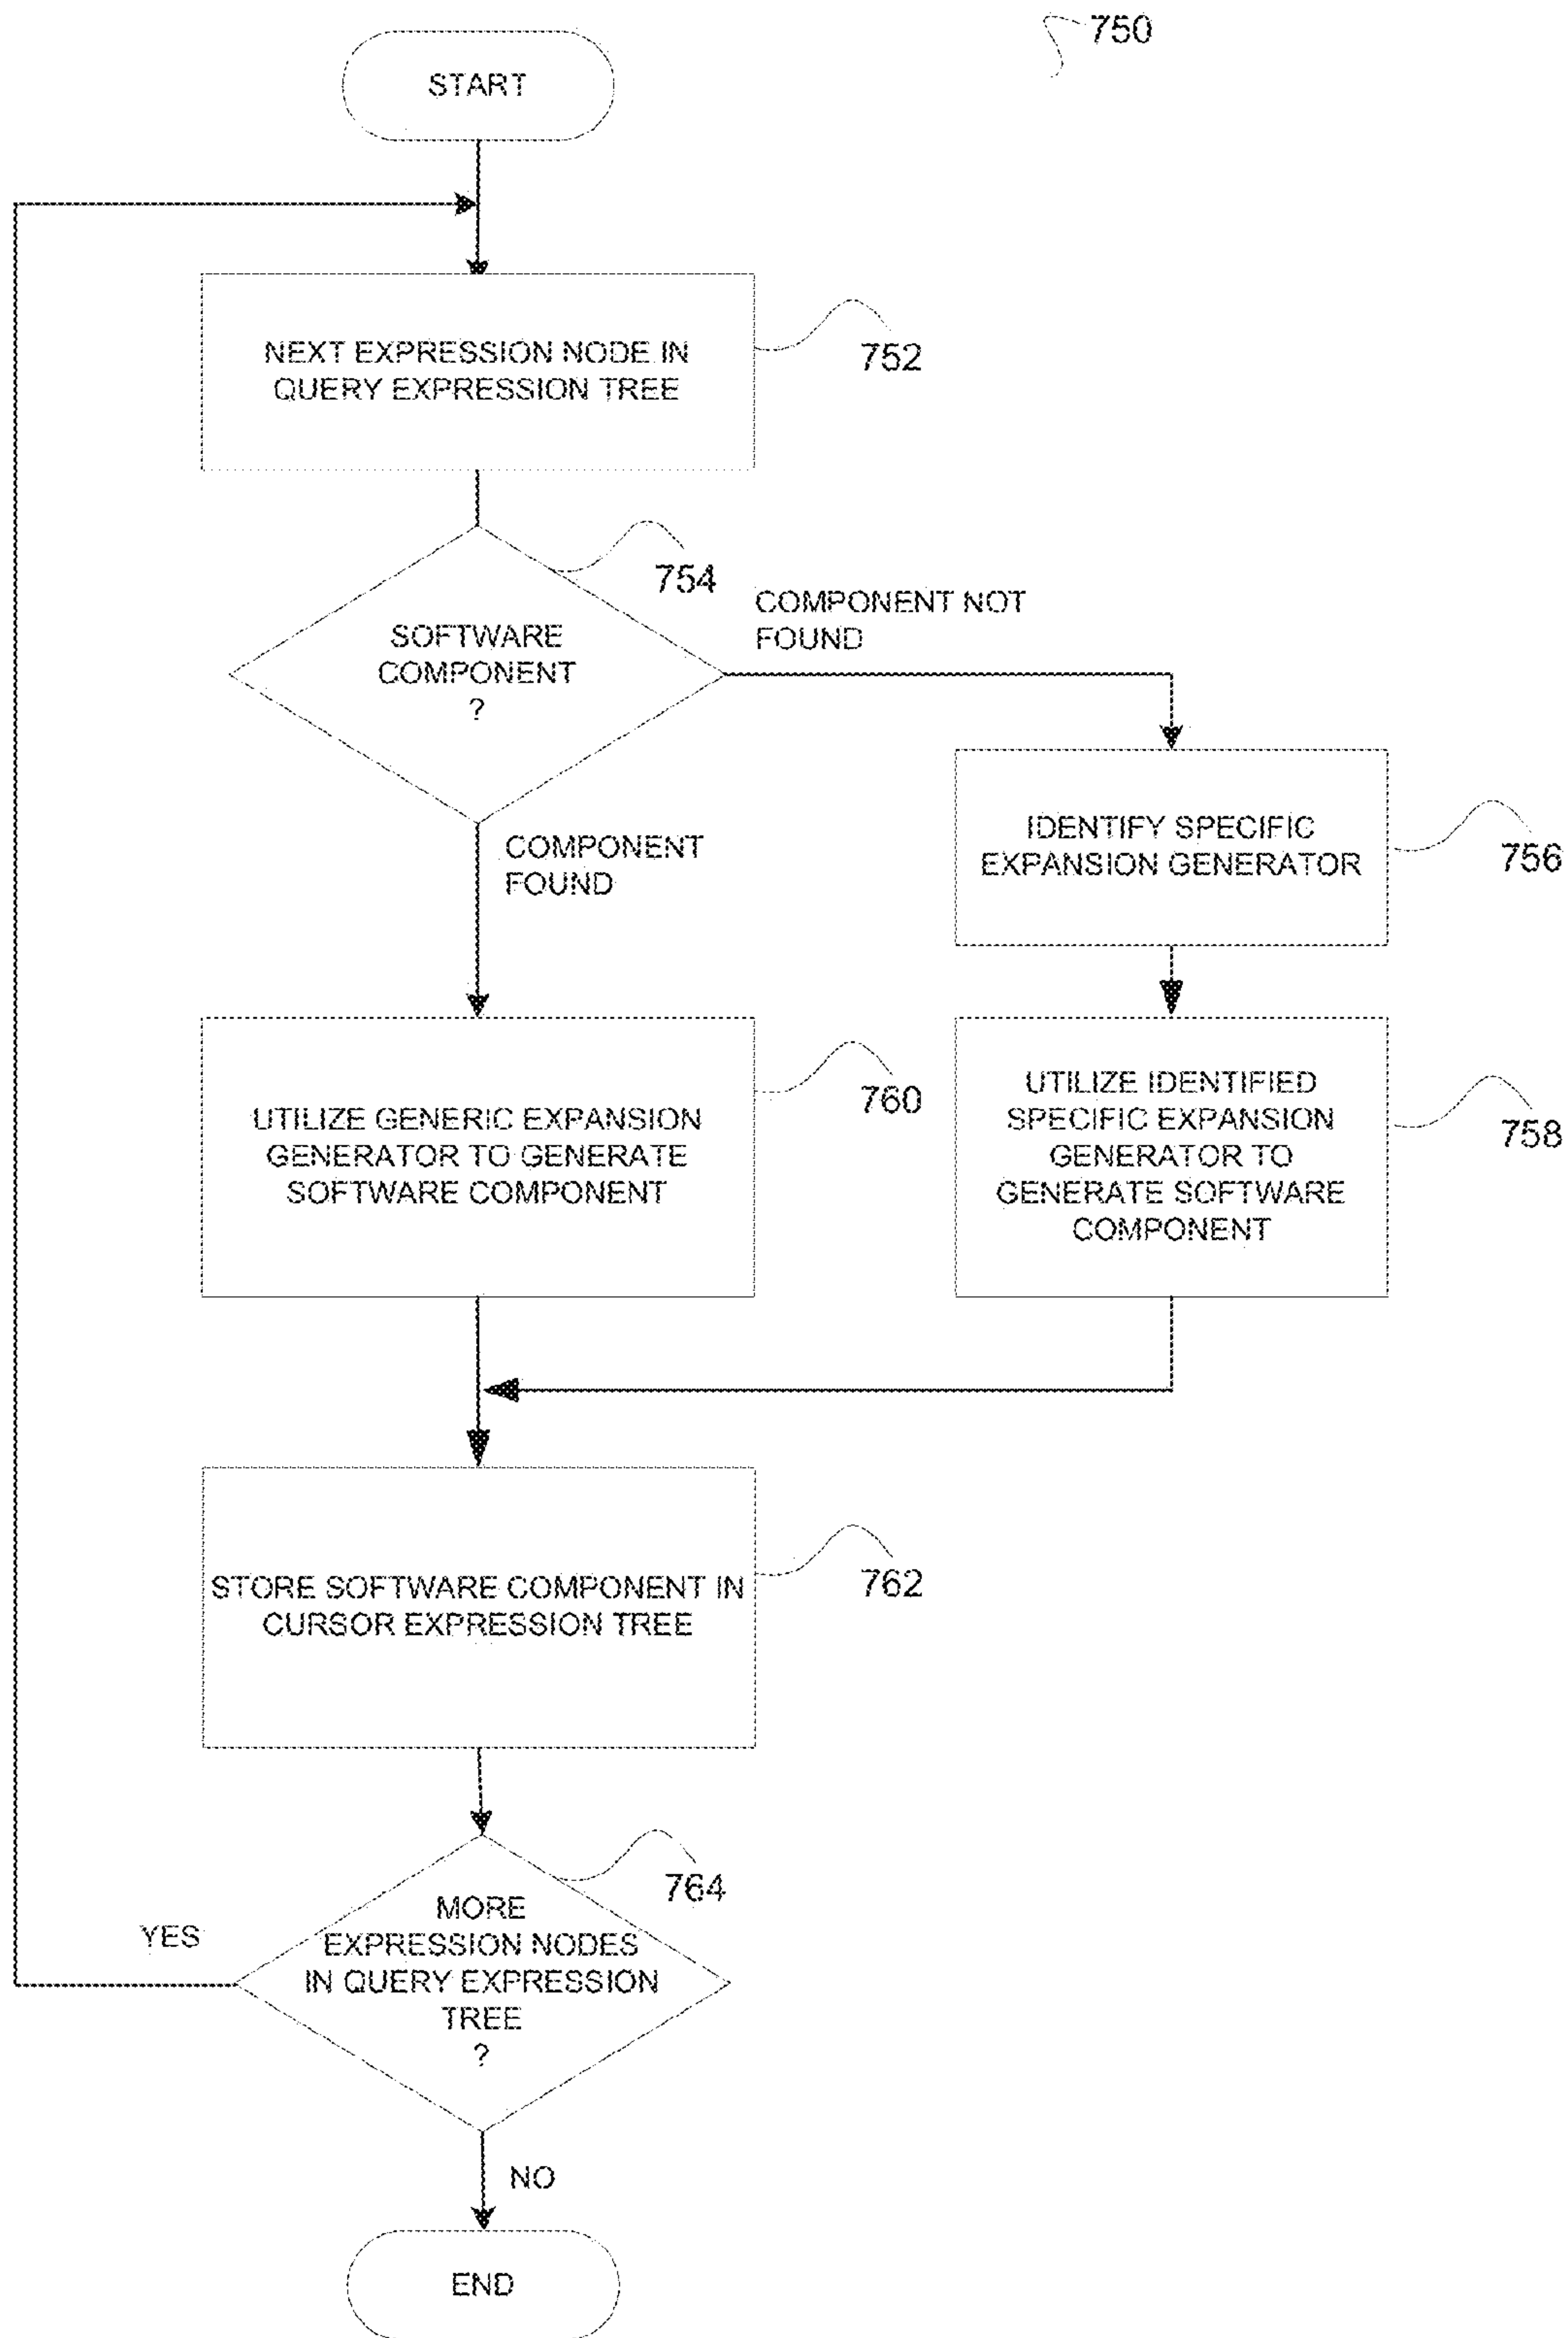 750
START
NEXT EXPRESSION NODE IN
QUERY EXPRESSION TREE
752
754
SOFTWARE
COMPONENT
?
COMPONENT NOT
FOUND
COMPONENT
FOUND
IDENTIFY SPECIFIC
EXPANSION GENERATOR
756
UTILIZE GENERIC EXPANSION
GENERATOR TO GENERATE
SOFTWARE COMPONENT
760
UTILIZE IDENTIFIED
SPECIFIC EXPANSION
GENERATOR TO
GENERATE SOFTWARE
COMPONENT
758
STORE SOFTWARE COMPONENT IN
CURSOR EXPRESSION TREE
762
764
MORE
EXPRESSION NODES
IN QUERY EXPRESSION
TREE
?
YES
NO
END